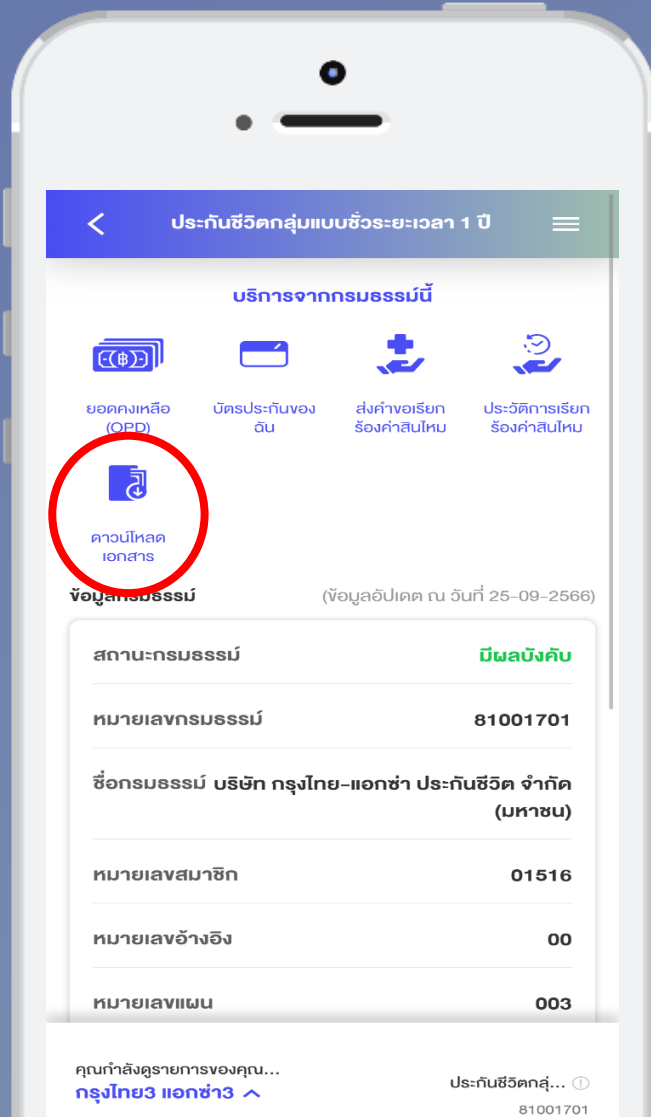 ประกันชีวิตกลุ่มแบบชั่วระยะเวลา 1 ปี
บริการจากกรมธรรม์นี้
ยอดคงเหลือ
(OPD)
บัตรประกันของ
ฉัน
ส่งคำขอเรียก
ร้องค่าสินไหม
ประวัติการเรียก
ร้องค่าสินไหม
ดาวน์โหลด
เอกสาร
ข้อมูลกรมธรรม์ (ข้อมูลอัปเดต ณ วันที่ 25-09-2566)
สถานะกรมธรรม์ มีผลบังคับ
หมายเลขกรมธรรม์ 81001701
ชื่อกรมธรรม์ บริษัท กรุงไทย-แอกซ่า ประกันชีวิต จำกัด
(มหาชน)
หมายเลขสมาชิก 01516
หมายเลขอ้างอิง 00
หมายเลขแผน 003
คุณกำลังดูรายการของคุณ...
กรุงไทย3 แอกซ่า3
ประกันชีวิตกลุ่...
81001701